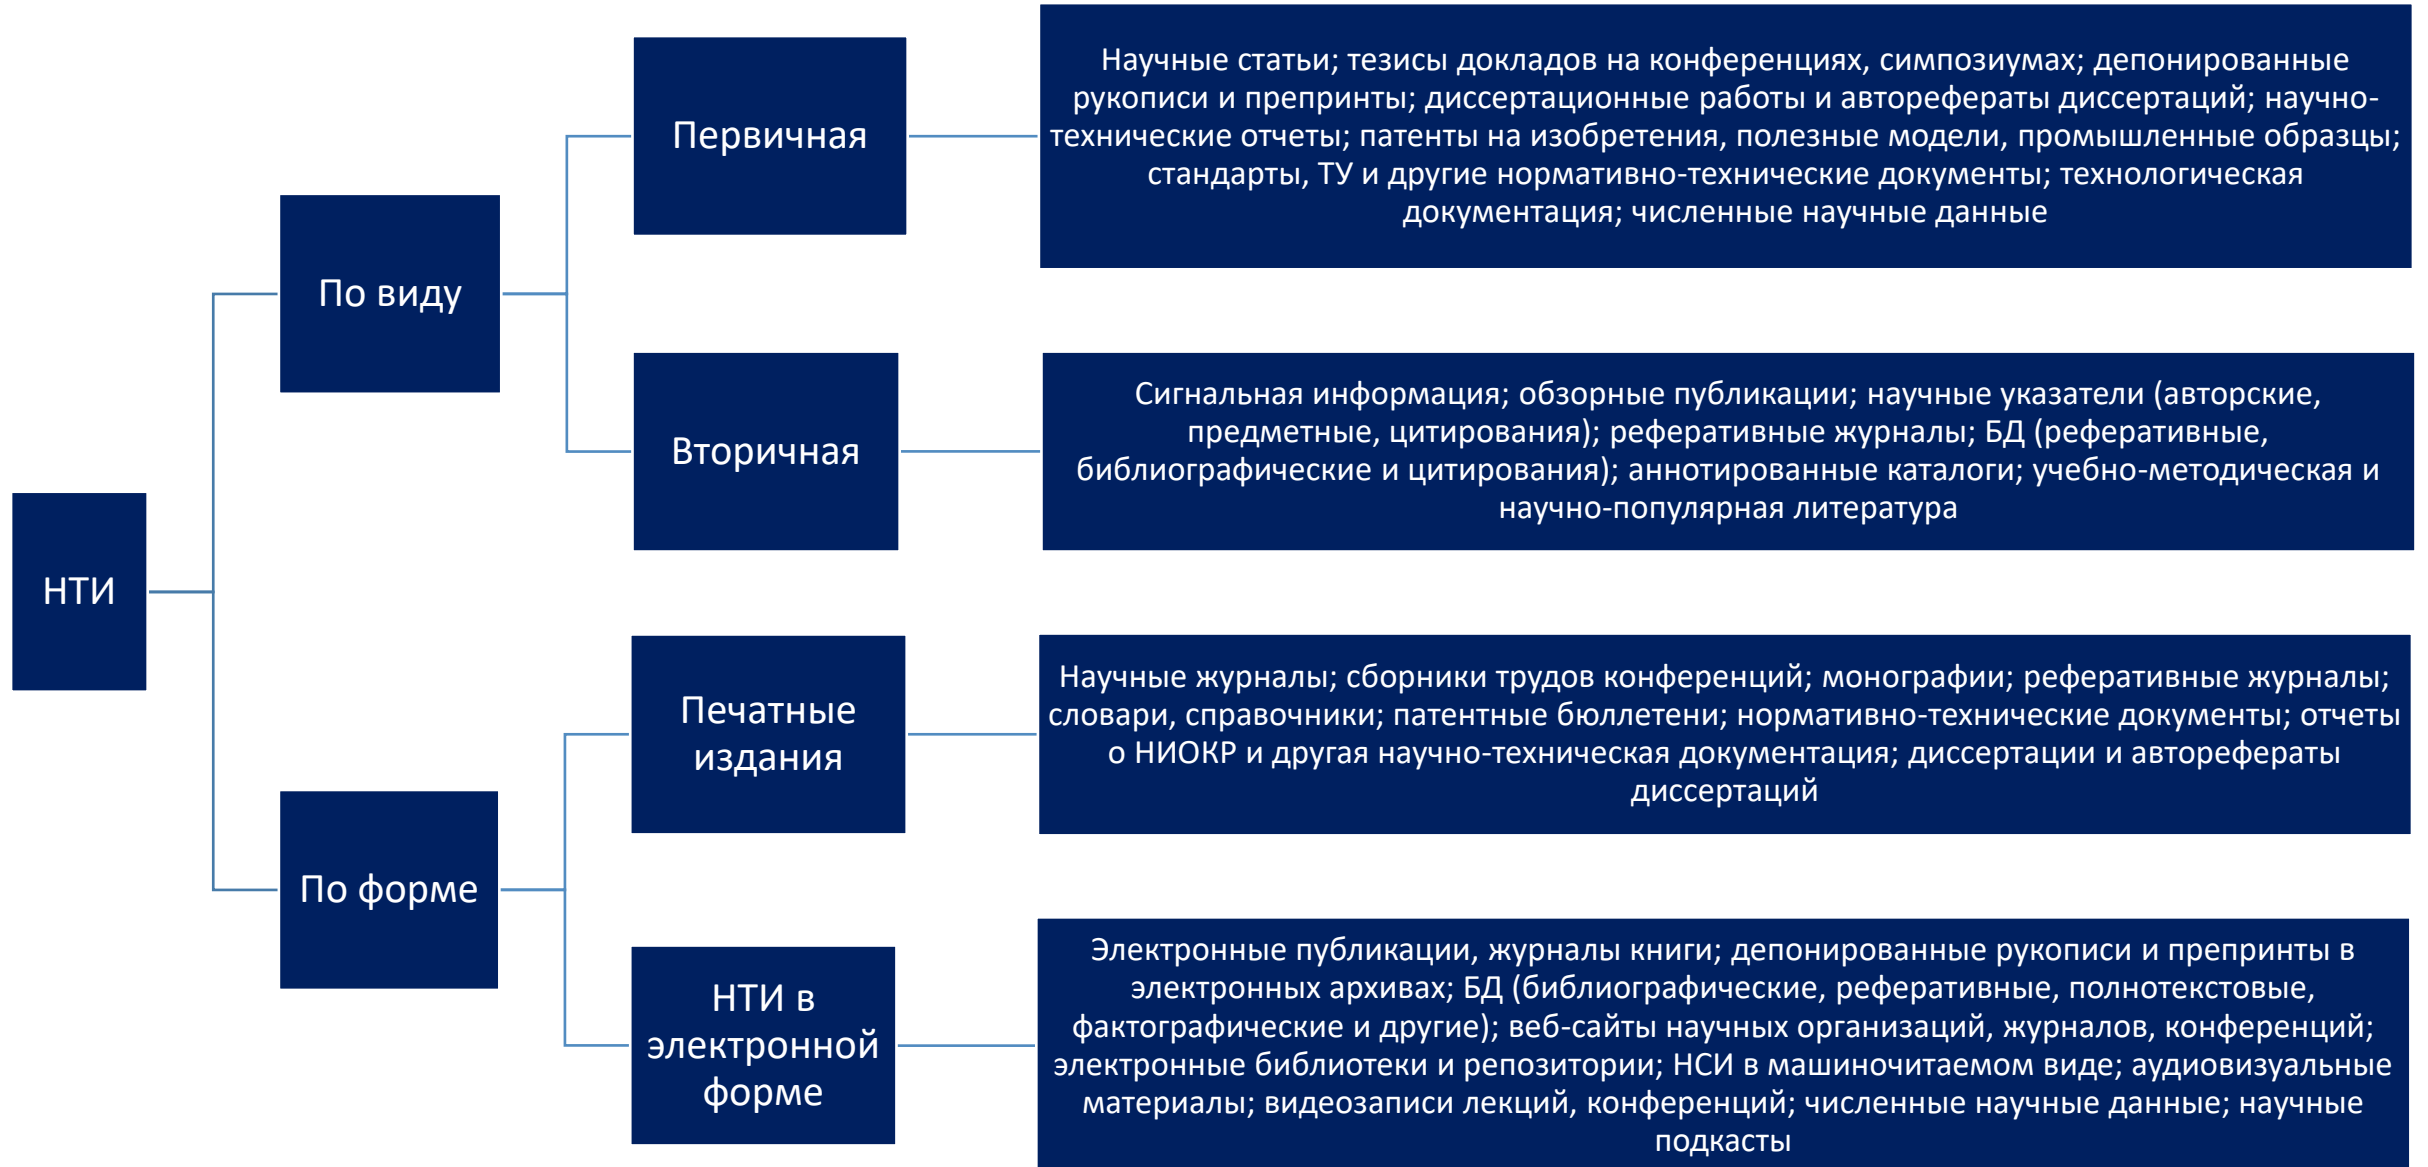 НТИ
По виду
Первичная
Научные статьи; тезисы докладов на конференциях, симпозиумах; депонированные
рукописи и препринты; диссертационные работы и авторефераты диссертаций; научно-
технические отчеты; патенты на изобретения, полезные модели, промышленные образцы;
стандарты, ТУ и другие нормативно-технические документы; технологическая
документация; численные научные данные
Вторичная
Сигнальная информация; обзорные публикации; научные указатели (авторские,
предметные, цитирования); реферативные журналы; БД (реферативные,
библиографические и цитирования); аннотированные каталоги; учебно-методическая и
научно-популярная литература
По форме
Печатные
издания
Научные журналы; сборники трудов конференций; монографии; реферативные журналы;
словари, справочники; патентные бюллетени; нормативно-технические документы; отчеты
о НИОКР и другая научно-техническая документация; диссертации и авторефераты
диссертаций
НТИ в
электронной
форме
Электронные публикации, журналы книги; депонированные рукописи и препринты в
электронных архивах; БД (библиографические, реферативные, полнотекстовые,
фактографические и другие); веб-сайты научных организаций, журналов, конференций;
электронные библиотеки и репозитории; НСИ в машиночитаемом виде; аудиовизуальные
материалы; видеозаписи лекций, конференций; численные научные данные; научные
подкасты